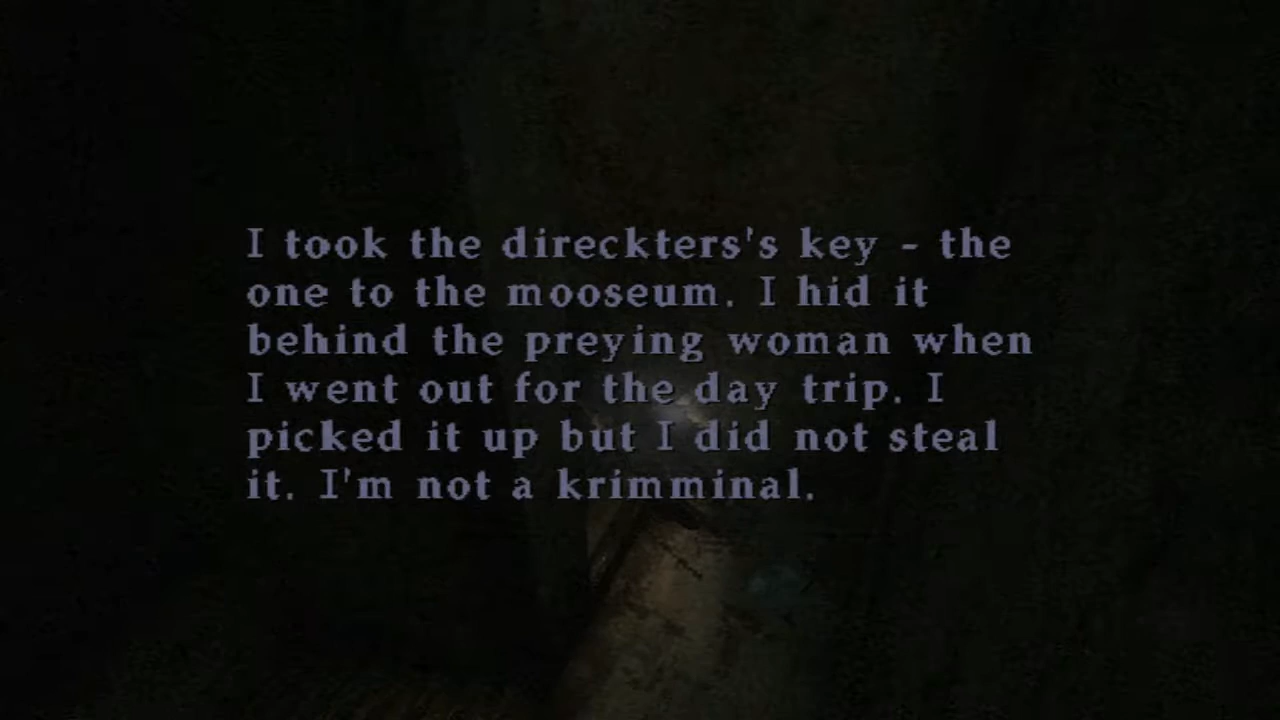 I took the direckters's key - the
one to the mooseum. I hid it
behind the preying woman when
I went out for the day trip. I
picked it up but I did not steal
it. I'm not a krimminal.